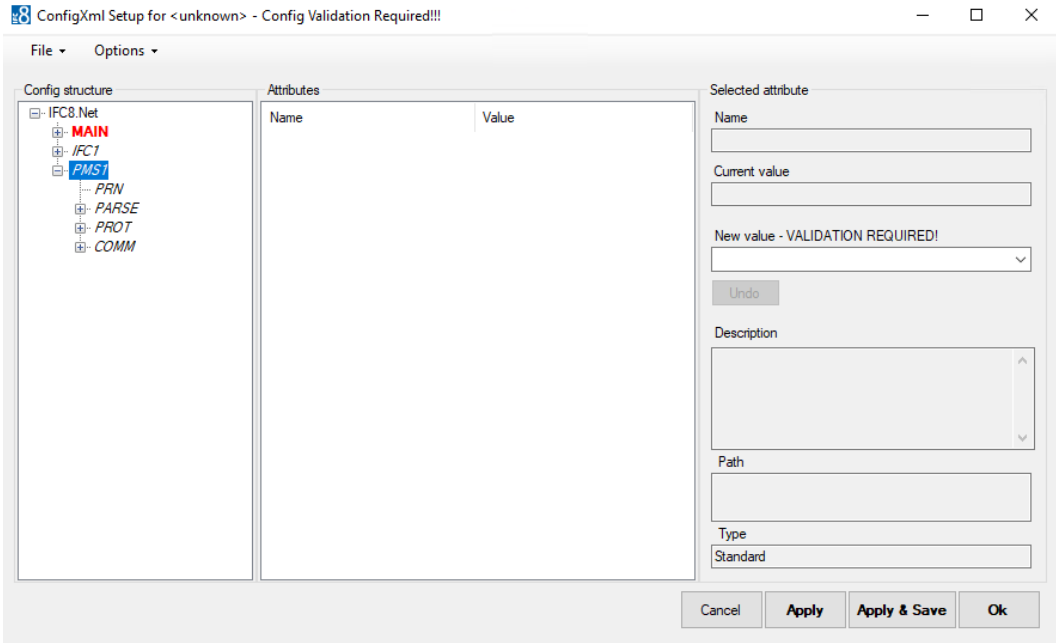 ConfigXml Setup for <unknown> - Config Validation Required!!!
File Options
Config structure
IFC8.Net
MAIN
IFC1
PMS1
PRN
PARSE
PROT
COMM
Attributes
Name Value
Selected attribute
Name
Current value
New value - VALIDATION REQUIRED!
Undo
Description
Path
Type
Standard
Cancel Apply Apply & Save Ok